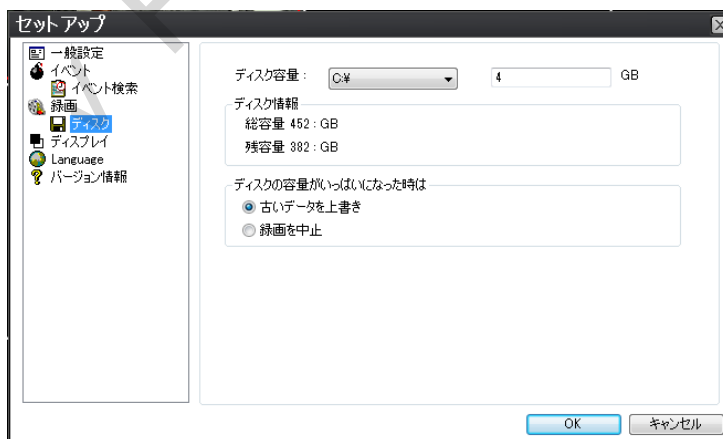 セットアップ
一般設定
イベント
イベント検索
録画
ディスク
ディスプレイ
Language
バージョン情報
ディスク容量： C:¥ 4 GB
ディスク情報
総容量 452 : GB
残容量 382 : GB
ディスクの容量がいっぱいになった時は
古いデータを上書き
録画を中止
OK キャンセル